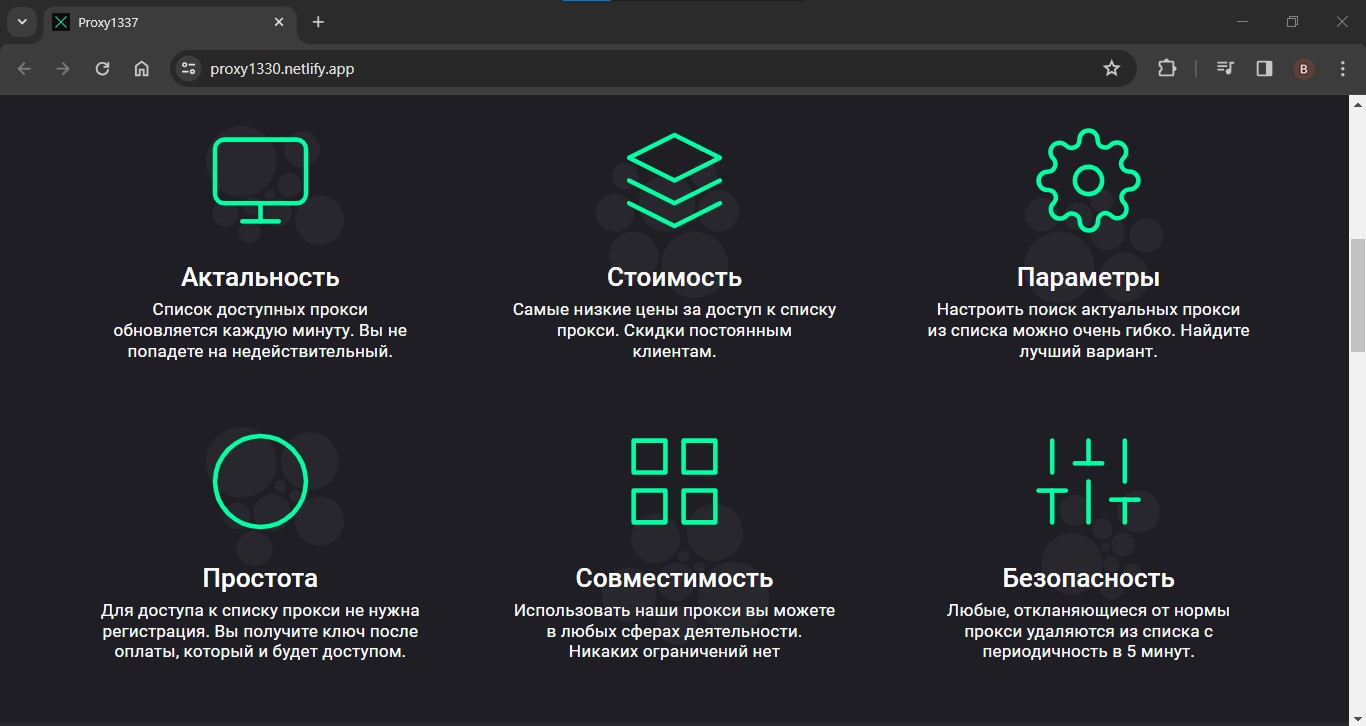 Proxy1337
proxy1330.netlify.app
B
Актальность
Список доступных прокси
обновляется каждую минуту. Вы не
попадете на недействительный.
Стоимость
Самые низкие цены за доступ к списку
прокси. Скидки постоянным
клиентам.
Параметры
Настроить поиск актуальных прокси
из списка можно очень гибко. Найдите
лучший вариант.
Простота
Для доступа к списку прокси не нужна
регистрация. Вы получите ключ после
оплаты, который и будет доступом.
Совместимость
Использовать наши прокси вы можете
в любых сферах деятельности.
Никаких ограничений нет
Безопасность
Любые, откланяющиеся от нормы
прокси удаляются из списка с
периодичность в 5 минут.